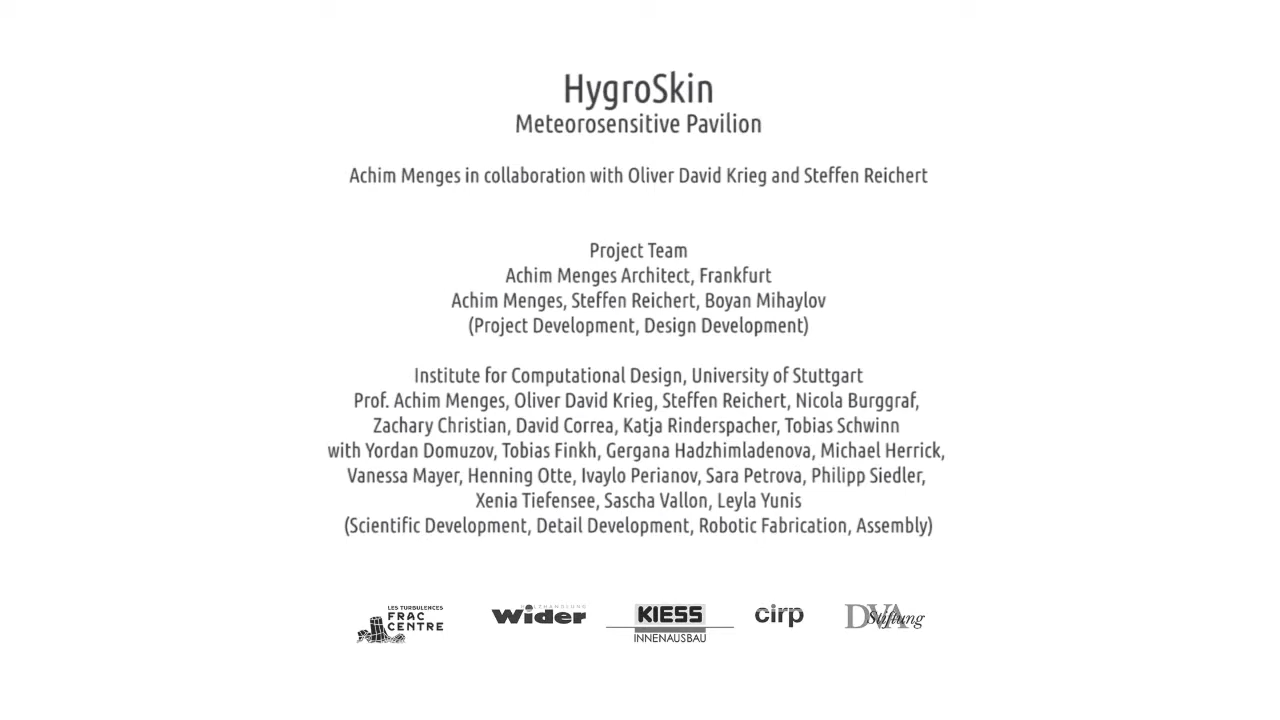 HygroSkin
Meteorosensitive Pavilion
Achim Menges in collaboration with Oliver David Krieg and Steffen Reichert
Project Team
Achim Menges Architect, Frankfurt
Achim Menges, Steffen Reichert, Boyan Mihaylov
(Project Development, Design Development)
Institute for Computational Design, University of Stuttgart
Prof. Achim Menges, Oliver David Krieg, Steffen Reichert, Nicola Burggraf,
Zachary Christian, David Correa, Katja Rinderspacher, Tobias Schwinn
with Yordan Domuzov, Tobias Finkh, Gergana Hadzhimladenova, Michael Herrick,
Vanessa Mayer, Henning Otte, Ivaylo Perianov, Sara Petrova, Philipp Siedler,
Xenia Tiefensee, Sascha Vallon, Leyla Yunis
(Scientific Development, Detail Development, Robotic Fabrication, Assembly)
LES TURBULENCES
FRAC
CENTRE
Wider
KIESS
INNENAUSBAU
cirp
DVA
Stiftung